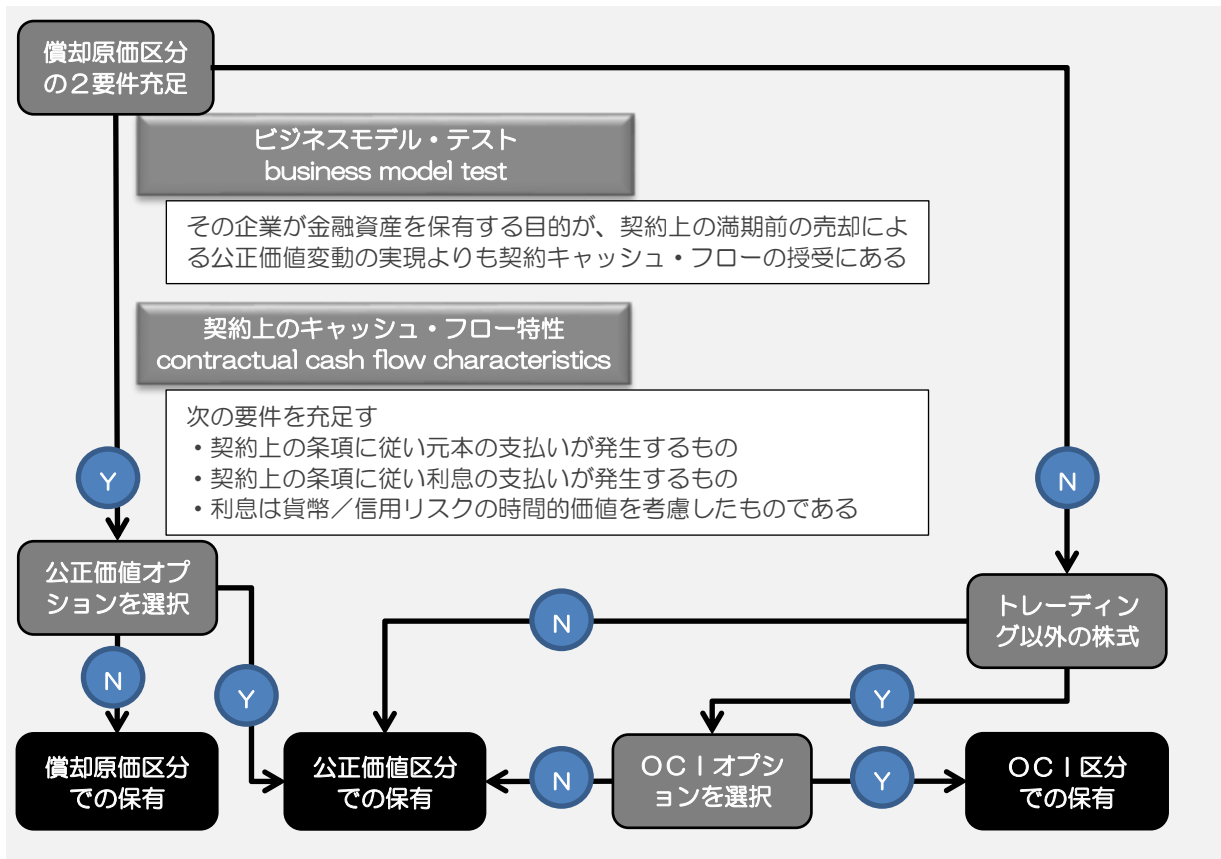 償却原価区分
の２要件充足
ビジネスモデル・テスト
business model test
その企業が金融資産を保有する目的が、契約上の満期前の売却によ
る公正価値変動の実現よりも契約キャッシュ・フローの授受にある
契約上のキャッシュ・フロー特性
contractual cash flow characteristics
次の要件を充足す
・契約上の条項に従い元本の支払いが発生するもの
・契約上の条項に従い利息の支払いが発生するもの
・利息は貨幣／信用リスクの時間的価値を考慮したものである
Y
N
公正価値オプ
ションを選択
トレーディン
グ以外の株式
N
N
Y
Y
償却原価区分
での保有
公正価値区分
での保有
N
ＯＣＩオプシ
ョンを選択
Y
ＯＣＩ区分
での保有